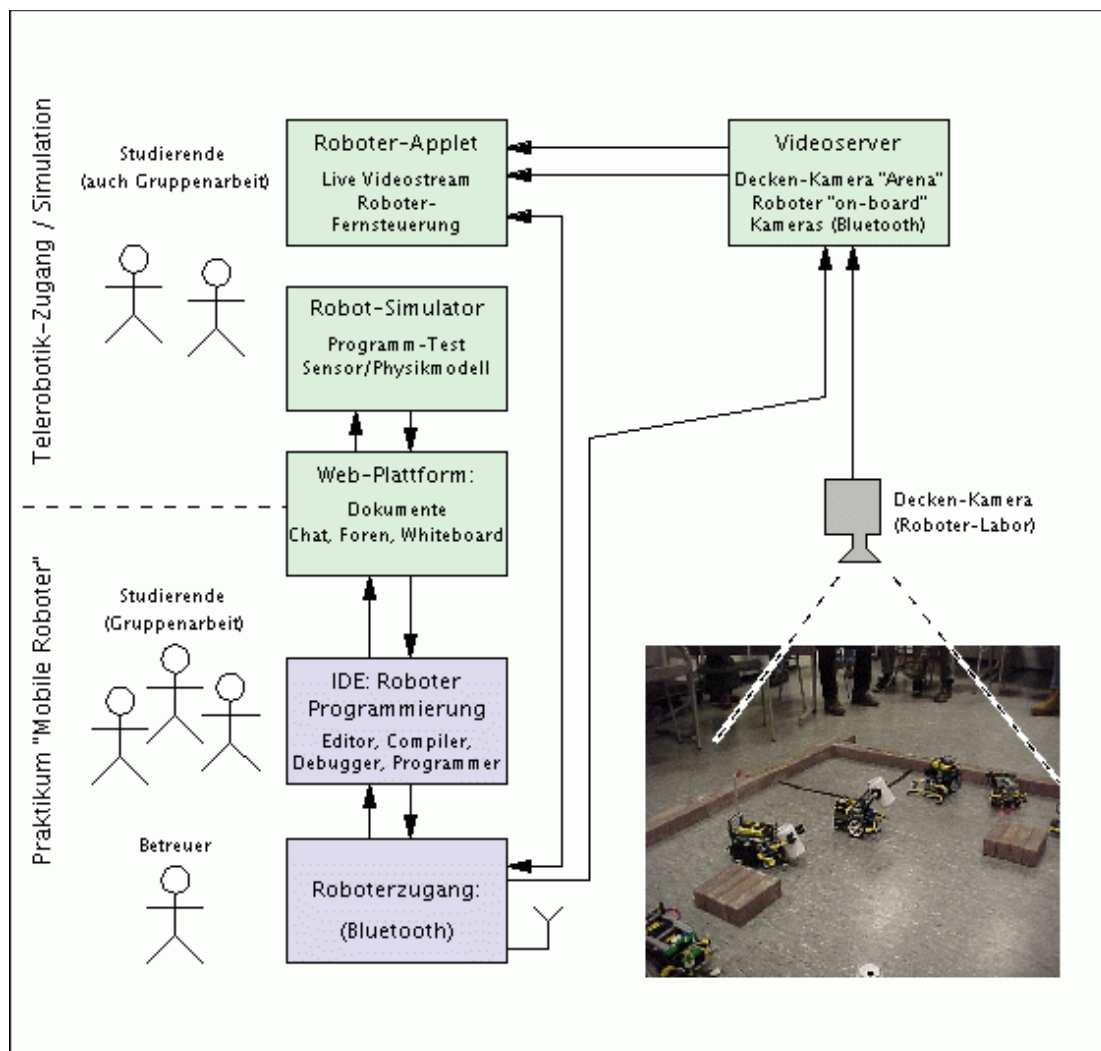 Telerobotik-Zugang / Simulation
Praktikum "Mobile Roboter"
Studierende
(auch Gruppenarbeit)
Roboter-Applet
Live Videostream
Roboter-
Fernsteuerung
Videoserver
Decken-Kamera "Arena"
Roboter "on-board"
Kameras (Bluetooth)
Robot-Simulator
Programm-Test
Sensor/Physikmodell
Web-Plattform:
Dokumente
Chat, Foren, Whiteboard
Decken-Kamera
(Roboter-Labor)
Studierende
(Gruppenarbeit)
IDE: Roboter
Programmierung
Editor, Compiler,
Debugger, Programmer
Betreuer
Roboterzugang:
(Bluetooth)